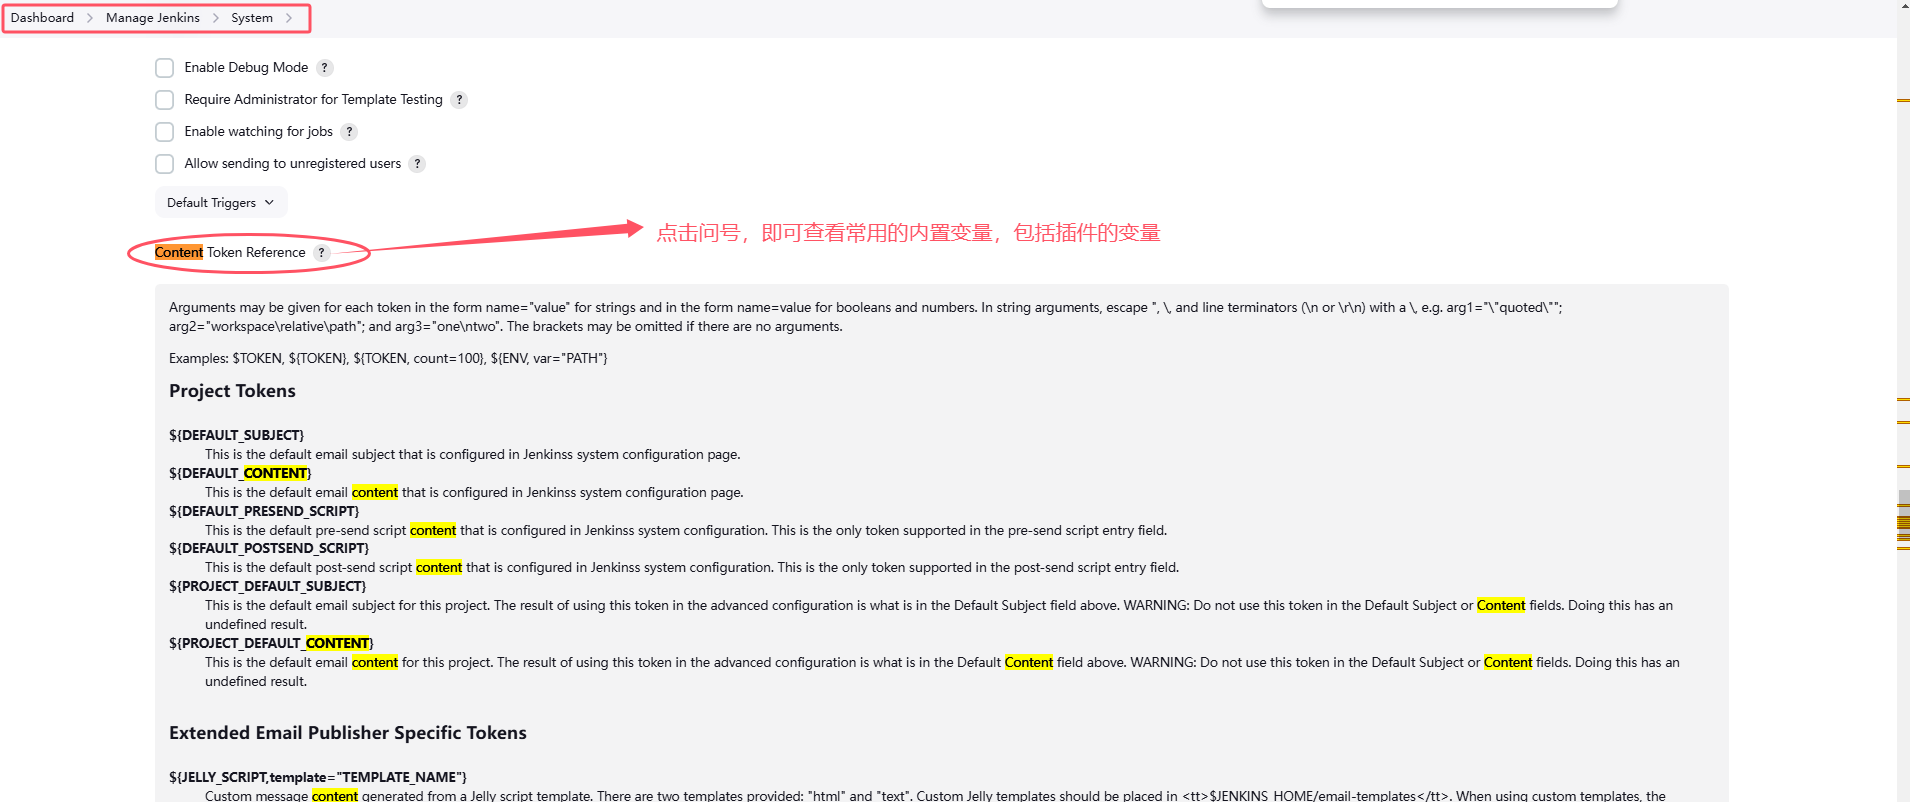 Dashboard > Manage Jenkins > System >
Enable Debug Mode ?
Require Administrator for Template Testing ?
Enable watching for jobs ?
Allow sending to unregistered users ?
Default Triggers
点击问号，即可查看常用的内置变量，包括插件的变量
Content Token Reference ?
Arguments may be given for each token in the form name="value" for strings and in the form name=value for booleans and numbers. In string arguments, escape ", \, and line terminators (\n or \r\n) with a \, e.g. arg1="\"quoted\"";
arg2="workspace\relative\path"; and arg3="one\ntwo". The brackets may be omitted if there are no arguments.
Examples: $TOKEN, ${TOKEN}, ${TOKEN, count=100}, ${ENV, var="PATH"}
Project Tokens
${DEFAULT_SUBJECT}
This is the default email subject that is configured in Jenkinss system configuration page.
${DEFAULT_CONTENT}
This is the default email content that is configured in Jenkinss system configuration page.
${DEFAULT_PRESEND_SCRIPT}
This is the default pre-send script content that is configured in Jenkinss system configuration. This is the only token supported in the pre-send script entry field.
${DEFAULT_POSTSEND_SCRIPT}
This is the default post-send script content that is configured in Jenkinss system configuration. This is the only token supported in the post-send script entry field.
${PROJECT_DEFAULT_SUBJECT}
This is the default email subject for this project. The result of using this token in the advanced configuration is what is in the Default Subject field above. WARNING: Do not use this token in the Default Subject or Content fields. Doing this has an
undefined result.
${PROJECT_DEFAULT_CONTENT}
This is the default email content for this project. The result of using this token in the advanced configuration is what is in the Default Content field above. WARNING: Do not use this token in the Default Subject or Content fields. Doing this has an
undefined result.
Extended Email Publisher Specific Tokens
${JELLY_SCRIPT,template="TEMPLATE_NAME"}
Custom message content generated from a Jelly script template. There are two templates provided: "html" and "text". Custom Jelly templates should be placed in <tt>$JENKINS_HOME/email-templates</tt>. When using custom templates, the